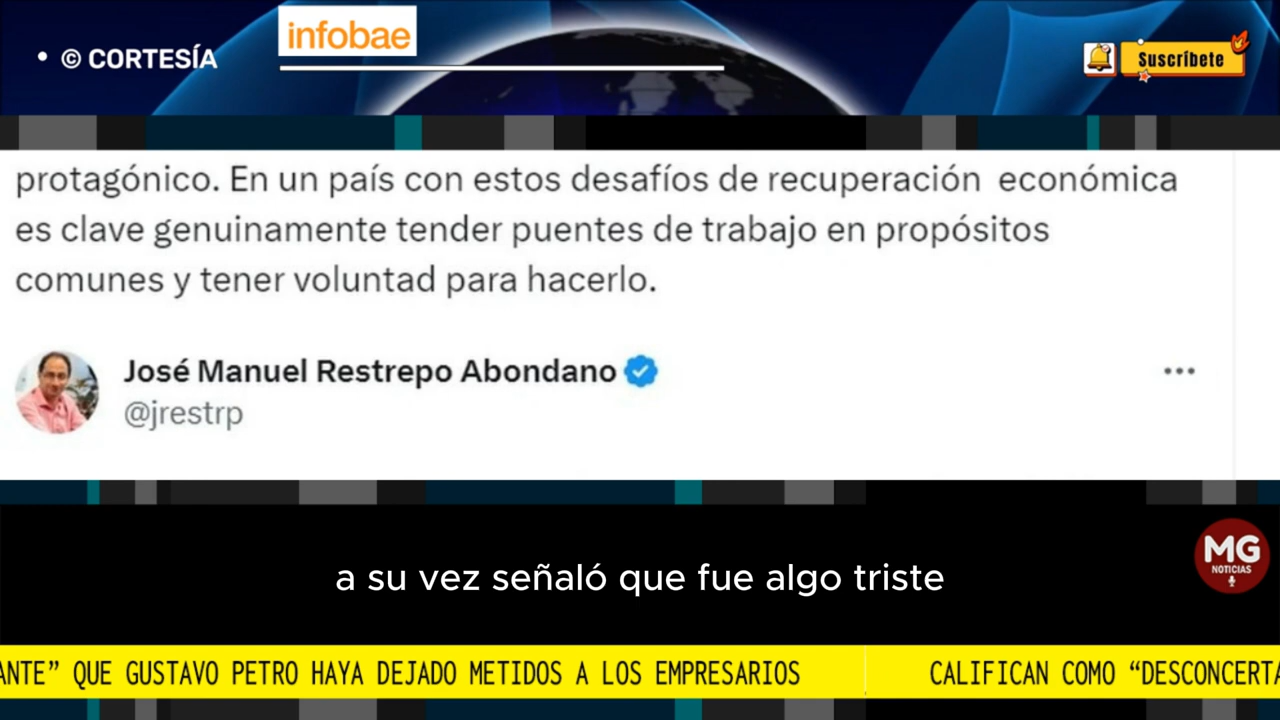 • © CORTESÍA
infobae
Suscríbete
protagónico. En un país con estos desafíos de recuperación económica
es clave genuinamente tender puentes de trabajo en propósitos
comunes y tener voluntad para hacerlo.
José Manuel Restrepo Abondano
@jrestrp
MG
NOTICIAS
a su vez señaló que fue algo triste
ANTE” QUE GUSTAVO PETRO HAYA DEJADO METIDOS A LOS EMPRESARIOS CALIFICAN COMO “DESCONCERTA